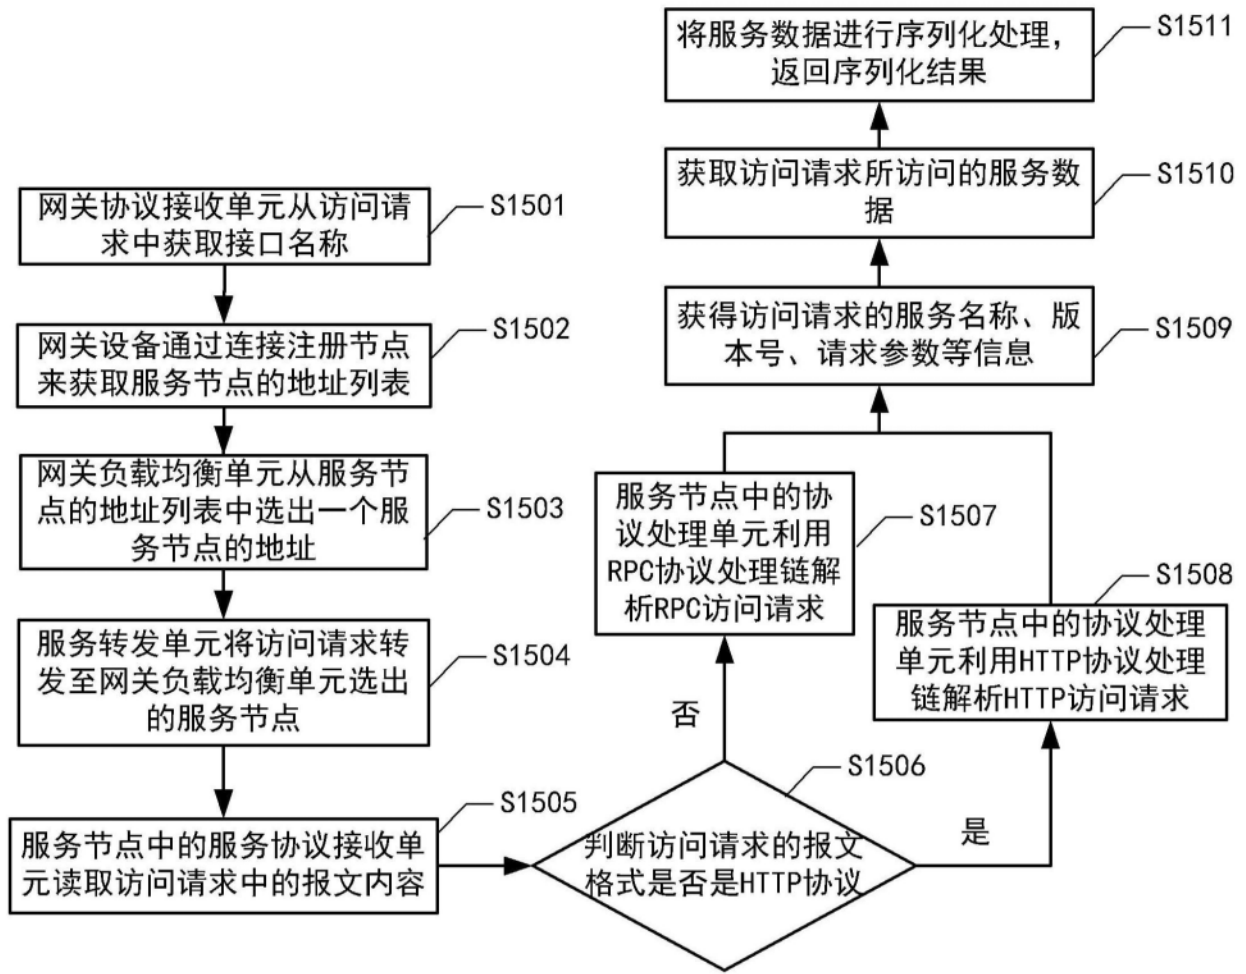 网关协议接收单元从访问请
求中获取接口名称
S1501
网关设备通过连接注册节点
来获取服务节点的地址列表
S1502
网关负载均衡单元从服务节
点的地址列表中选出一个服
务节点的地址
S1503
服务转发单元将访问请求转
发至网关负载均衡单元选出
的服务节点
S1504
服务节点中的服务协议接收单
元读取访问请求中的报文内容
S1505
判断访问请求的报文
格式是否是HTTP协议
S1506
否
是
服务节点中的协
议处理单元利用
RPC协议处理链解
析RPC访问请求
S1507
服务节点中的协议处理
单元利用HTTP协议处理
链解析HTTP访问请求
S1508
获得访问请求的服务名称、版
本号、请求参数等信息
S1509
获取访问请求所访问的服务数
据
S1510
将服务数据进行序列化处理,
返回序列化结果
S1511